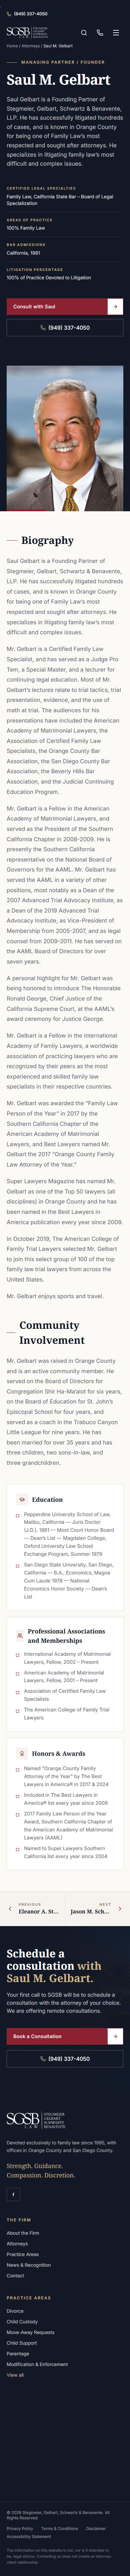 (949) 337-4050
SGSB STEGMEIER GELBART SCHWARTZ BENAVENTE LAW
Home / Attorneys / Saul M. Gelbart
MANAGING PARTNER / FOUNDER
Saul M. Gelbart
Saul Gelbart is a Founding Partner of
Stegmeier, Gelbart, Schwartz & Benavente,
LLP. He has successfully litigated hundreds
of cases, and is known in Orange County
for being one of Family Law's most
respected and sought after attorneys. He
specializes in litigating family law's most
difficult and complex issues.
CERTIFIED LEGAL SPECIALTIES
Family Law, California State Bar – Board of Legal
Specialization
AREAS OF PRACTICE
100% Family Law
BAR ADMISSIONS
California, 1981
LITIGATION PERCENTAGE
100% of Practice Devoted to Litigation
Consult with Saul
(949) 337-4050
Biography
Saul Gelbart is a Founding Partner of
Stegmeier, Gelbart, Schwartz & Benavente,
LLP. He has successfully litigated hundreds
of cases, and is known in Orange County
for being one of Family Law's most
respected and sought after attorneys. He
specializes in litigating family law's most
difficult and complex issues.
Mr. Gelbart is a Certified Family Law
Specialist, and has served as a Judge Pro
Tem, a Special Master, and a lecturer for
continuing legal education. Most of Mr.
Gelbart's lectures relate to trial tactics, trial
presentation, evidence, and the use of
math at trial. The audiences for his
presentations have included the American
Academy of Matrimonial Lawyers, the
Association of Certified Family Law
Specialists, the Orange County Bar
Association, the San Diego County Bar
Association, the Beverly Hills Bar
Association, and the Judicial Continuing
Education Program.
Mr. Gelbart is a Fellow in the American
Academy of Matrimonial Lawyers, and
served as the President of the Southern
California Chapter in 2008-2009. He is
presently the Southern California
representative on the National Board of
Governors for the AAML. Mr. Gelbart has
served the AAML in a variety of other
positions, most notable as a Dean of the
2007 Advanced Trial Advocacy Institute, as
a Dean of the 2019 Advanced Trial
Advocacy Institute, as Vice-President of
Membership from 2005-2007, and as legal
counsel from 2009-2011. He has served on
the AAML Board of Directors for over
seven years.
A personal highlight for Mr. Gelbart was
being honored to introduce The Honorable
Ronald George, Chief Justice of the
California Supreme Court, at the AAML's
award ceremony for Justice George.
Mr. Gelbart is a Fellow in the International
Academy of Family Lawyers, a worldwide
association of practicing lawyers who are
recognized by their peers as the most
experienced and skilled family law
specialists in their respective countries.
Mr. Gelbart was awarded the "Family Law
Person of the Year" in 2017 by the
Southern California Chapter of the
American Academy of Matrimonial
Lawyers, and Best Lawyers named Mr.
Gelbart the 2017 "Orange County Family
Law Attorney of the Year."
Super Lawyers Magazine has named Mr.
Gelbart as one of the Top 50 lawyers (all
disciplines) in Orange County and he has
been named in the Best Lawyers in
America publication every year since 2009.
In October 2019, The American College of
Family Trial Lawyers selected Mr. Gelbart
to join this select group of 100 of the top
family law trial lawyers from across the
United States.
Mr. Gelbart enjoys sports and travel.
Community
Involvement
Mr. Gelbart was raised in Orange County
and is an active community member. He
has served on the Board of Directors for
Congregation Shir Ha-Ma'alot for six years,
and on the Board of Education for St. John's
Episcopal School for four years, and
served as a coach in the Trabuco Canyon
Little League for nine years. He has been
married for over 35 years and has three
children, two sons-in-law, and three
grandchildren.
Education
Pepperdine University School of Law,
Malibu, California — Juris Doctor
(J.D.), 1981 — Moot Court Honor Board
— Dean's List — Magdalen College,
Oxford University Law School
Exchange Program, Summer 1979
San Diego State University, San Diego,
California — B.A., Economics, Magna
Cum Laude 1978 — National
Economics Honor Society — Dean's
List
Professional Associations
and Memberships
International Academy of Matrimonial
Lawyers, Fellow, 2002 – Present
American Academy of Matrimonial
Lawyers, Fellow, 2001 – Present
Association of Certified Family Law
Specialists
The American College of Family Trial
Lawyers
Honors & Awards
Named "Orange County Family
Attorney of the Year" by The Best
Lawyers in America® in 2017 & 2024
Included in The Best Lawyers in
America® list every year since 2009
2017 Family Law Person of the Year
Award, Southern California Chapter of
the American Academy of Matrimonial
Lawyers (AAML)
Named to Super Lawyers Southern
California list every year since 2004
PREVIOUS
Eleanor A. St...
NEXT
Jason M. Sch...
Schedule a
consultation with
Saul M. Gelbart.
Your first call to SGSB is to schedule a
consultation with the attorney of your choice.
We are offering remote consultations.
Book a Consultation
(949) 337-4050
SGSB STEGMEIER GELBART SCHWARTZ BENAVENTE LAW
Devoted exclusively to family law since 1995, with
offices in Orange County and San Diego County.
Strength. Guidance.
Compassion. Discretion.
THE FIRM
About the Firm
Attorneys
Practice Areas
News & Recognition
Contact
PRACTICE AREAS
Divorce
Child Custody
Move-Away Requests
Child Support
Parentage
Modification & Enforcement
View all
© 2026 Stegmeier, Gelbart, Schwartz & Benavente. All
Rights Reserved.
Privacy Policy Terms & Conditions Disclaimer
Accessibility Statement
The information on this website is not, nor is it intended to
be, legal advice. Contacting us does not create an attorney-
client relationship.